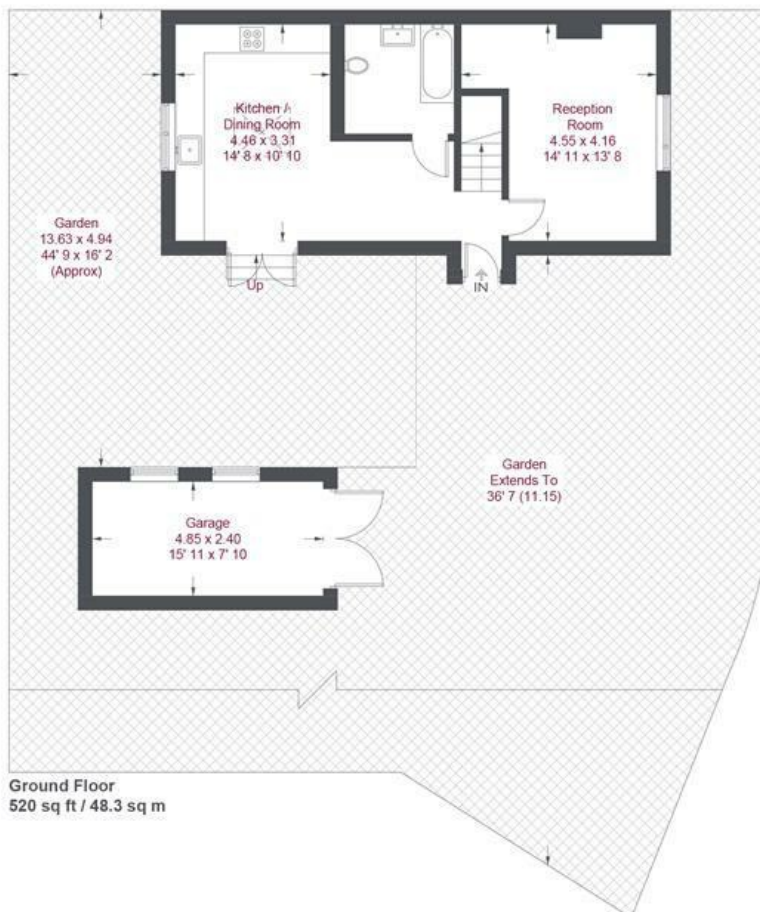 Kitchen /
Dining Room
4.46 x 3.31
14' 8 x 10' 10
Reception
Room
4.55 x 4.16
14' 11 x 13' 8
Garden
13.63 x 4.94
44' 9 x 16' 2
(Approx)
Up
IN
Garden
Extends To
36' 7 (11.15)
Garage
4.85 x 2.40
15' 11 x 7' 10
Ground Floor
520 sq ft / 48.3 sq m